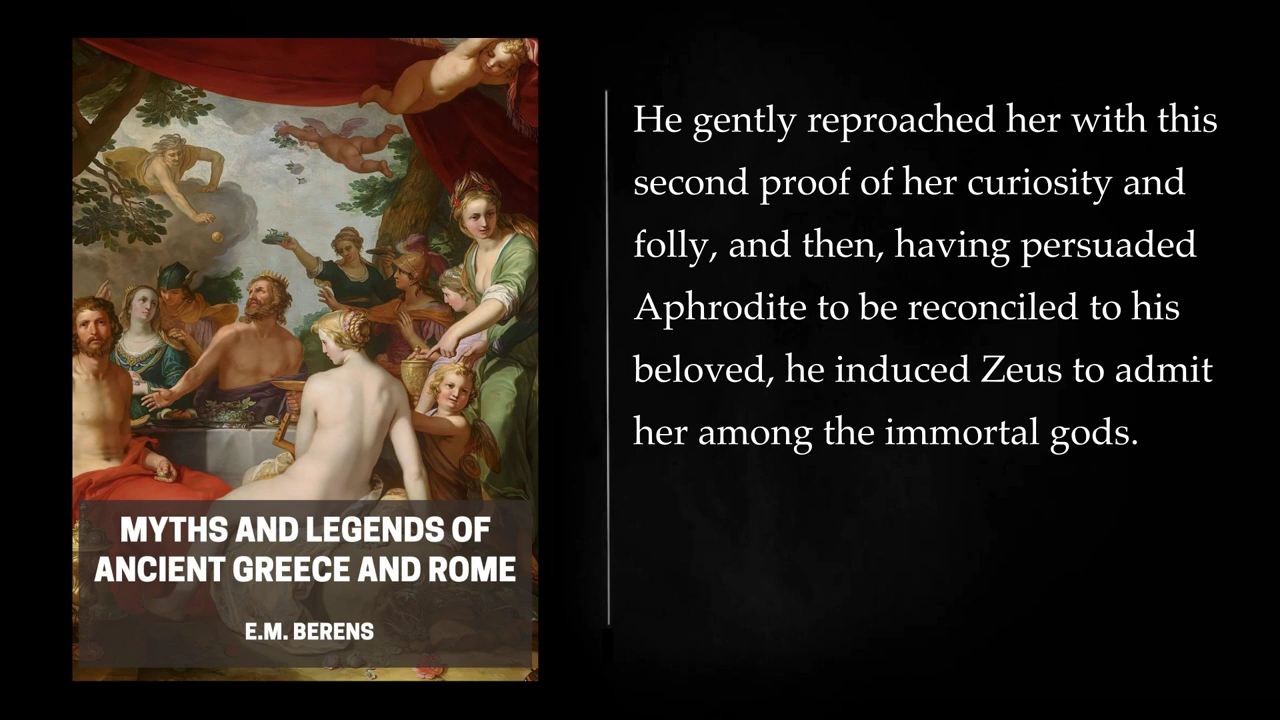 MYTHS AND LEGENDS OF
ANCIENT GREECE AND ROME
E.M. BERENS
He gently reproached her with this
second proof of her curiosity and
folly, and then, having persuaded
Aphrodite to be reconciled to his
beloved, he induced Zeus to admit
her among the immortal gods.